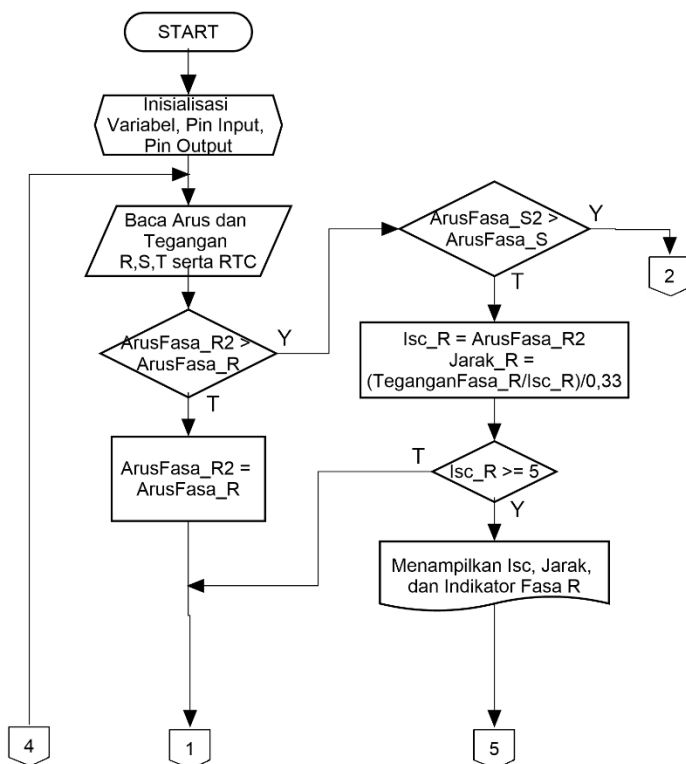 START
Inisialisasi
Variabel, Pin Input,
Pin Output
Baca Arus dan
Tegangan
R,S,T serta RTC
ArusFasa_R2 >
ArusFasa_R
Y
T
ArusFasa_R2 =
ArusFasa_R
ArusFasa_S2 >
ArusFasa_S
Y
2
T
Isc_R = ArusFasa_R2
Jarak_R =
(TeganganFasa_R/Isc_R)/0,33
T
Isc_R >= 5
Y
Menampilkan Isc, Jarak,
dan Indikator Fasa R
4
1
5